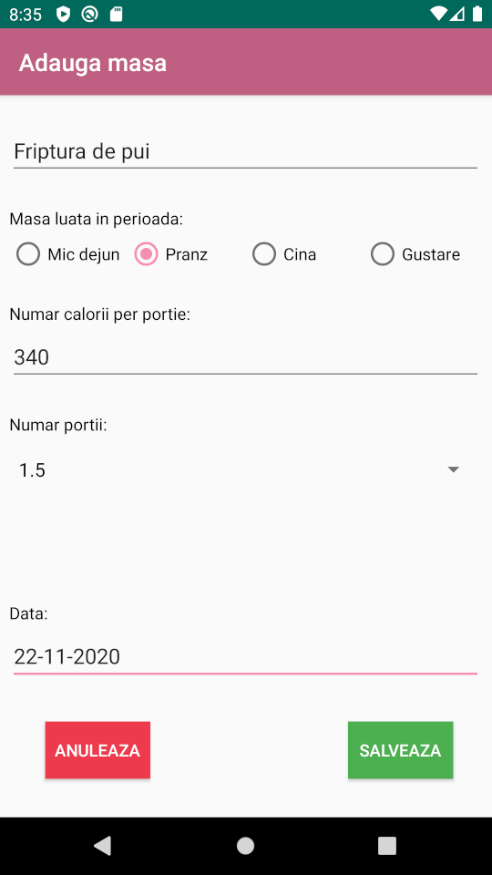 8:35
Adauga masa
Friptura de pui
Masa luata in perioada:
Mic dejun Pranz Cina Gustare
Numar calorii per portie:
340
Numar portii:
1.5
Data:
22-11-2020
ANULEAZA SALVEAZA